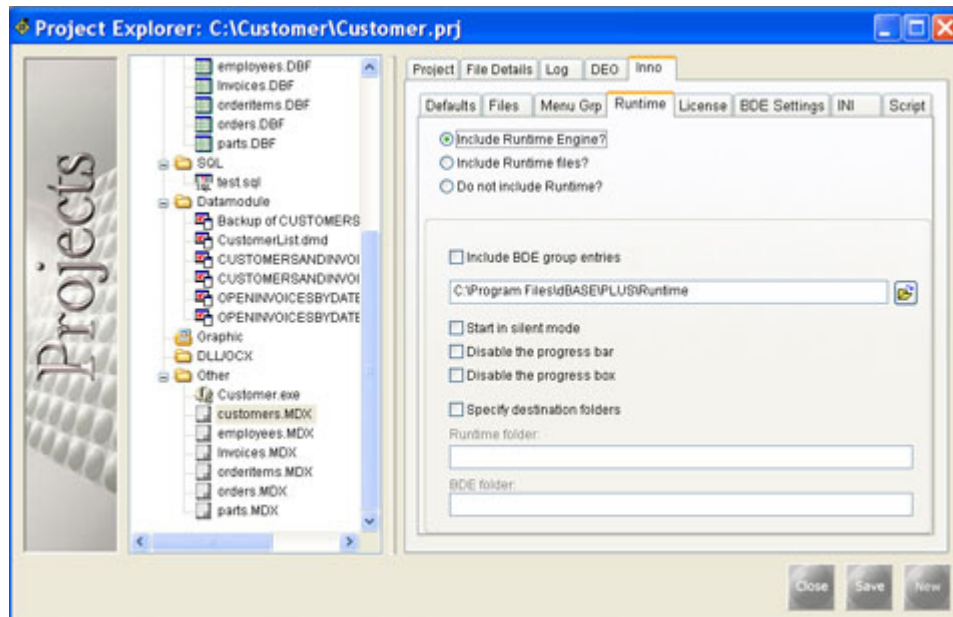 Project Explorer: C:\Customer\Customer.prj
Projects
employees.DBF
Invoices.DBF
orderitems.DBF
orders.DBF
parts.DBF
SQL
test.sql
Datamodule
Backup of CUSTOMERS
CustomerList.dmd
CUSTOMERSANDINVOI
CUSTOMERSANDINVOI
OPENINVOICESBYDATE
OPENINVOICESBYDATE
Graphic
DLL/OCX
Other
Customer.exe
customers.MDX
employees.MDX
Invoices.MDX
orderitems.MDX
orders.MDX
parts.MDX
Project File Details Log DEO Inno
Defaults Files Menu Grp Runtime License BDE Settings INI Script
Include Runtime Engine?
Include Runtime files?
Do not include Runtime?
Include BDE group entries
C:\Program Files\dBASE\PLUS\Runtime
Start in silent mode
Disable the progress bar
Disable the progress box
Specify destination folders
Runtime folder:
BDE folder:
Close Save New